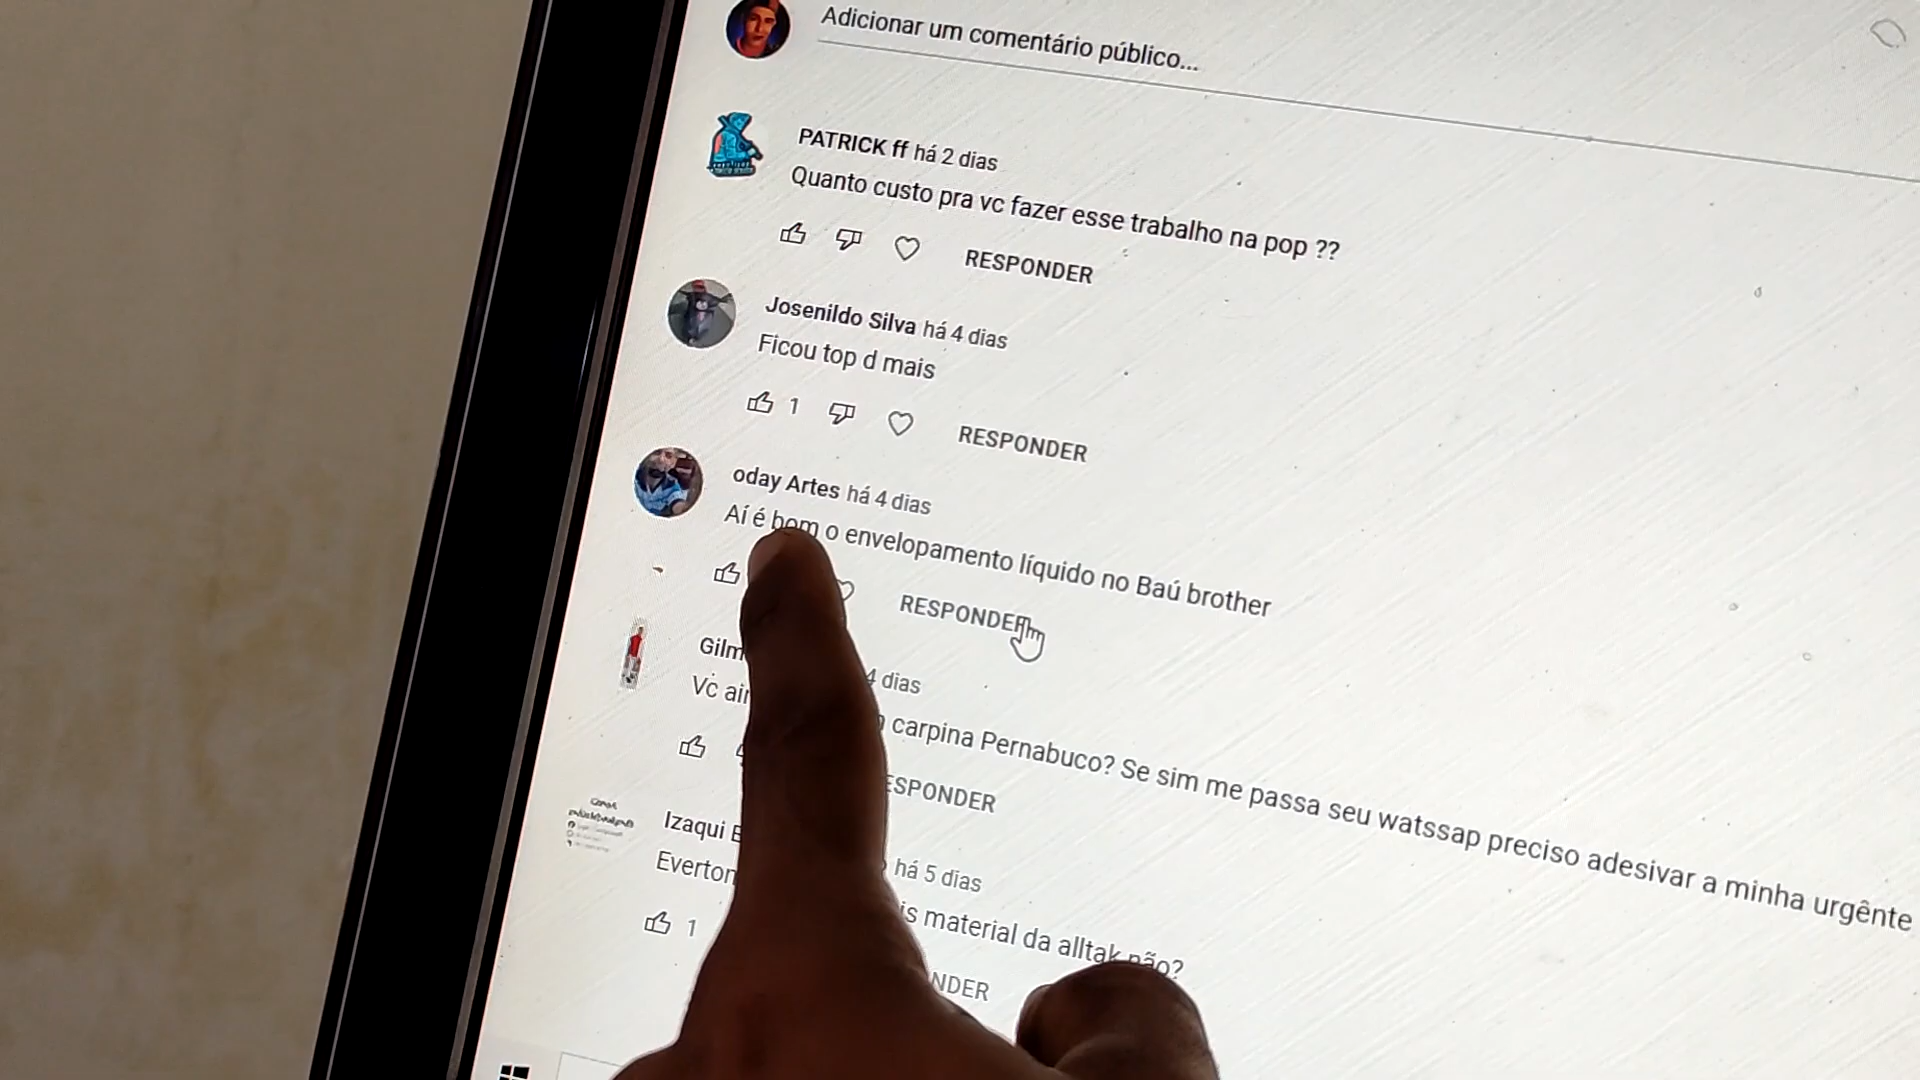 Adicionar um comentário público...
PATRICK ff há 2 dias
Quanto custo pra vc fazer esse trabalho na pop ??
RESPONDER
Josenildo Silva há 4 dias
Ficou top d mais
1 RESPONDER
oday Artes há 4 dias
Aí é bom o envelopamento líquido no Baú brother
RESPONDER
4 dias
Vc carpina Pernabuco? Se sim me passa seu watssap preciso adesivar a minha urgênte
Izaqui há 5 dias
Everton material da alltak não?
1